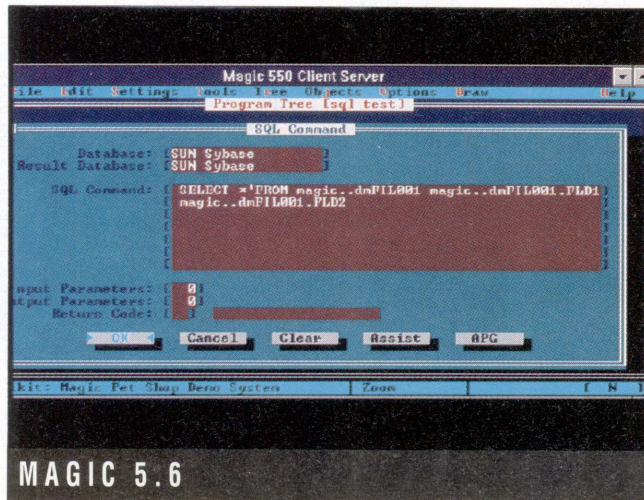 Magic 550 Client Server
File Edit Settings Tools Tree Objects Options Draw Help
Program Tree [sql test]
SQL Command
Database: [SUN Sybase ]
Result Database: [SUN Sybase ]
SQL Command: [ SELECT *'FROM magic..dmFIL001 magic..dmFIL001.FLD1]
[ magic..dmFIL001.FLD2 ]
nput Parameters: [ 0]
utput Parameters: [ 0]
Return Code: [ ]
OK Cancel Clear Assist APG
kit: Magic Pet Shop Demo System Zoom [ N ]
MAGIC 5.6